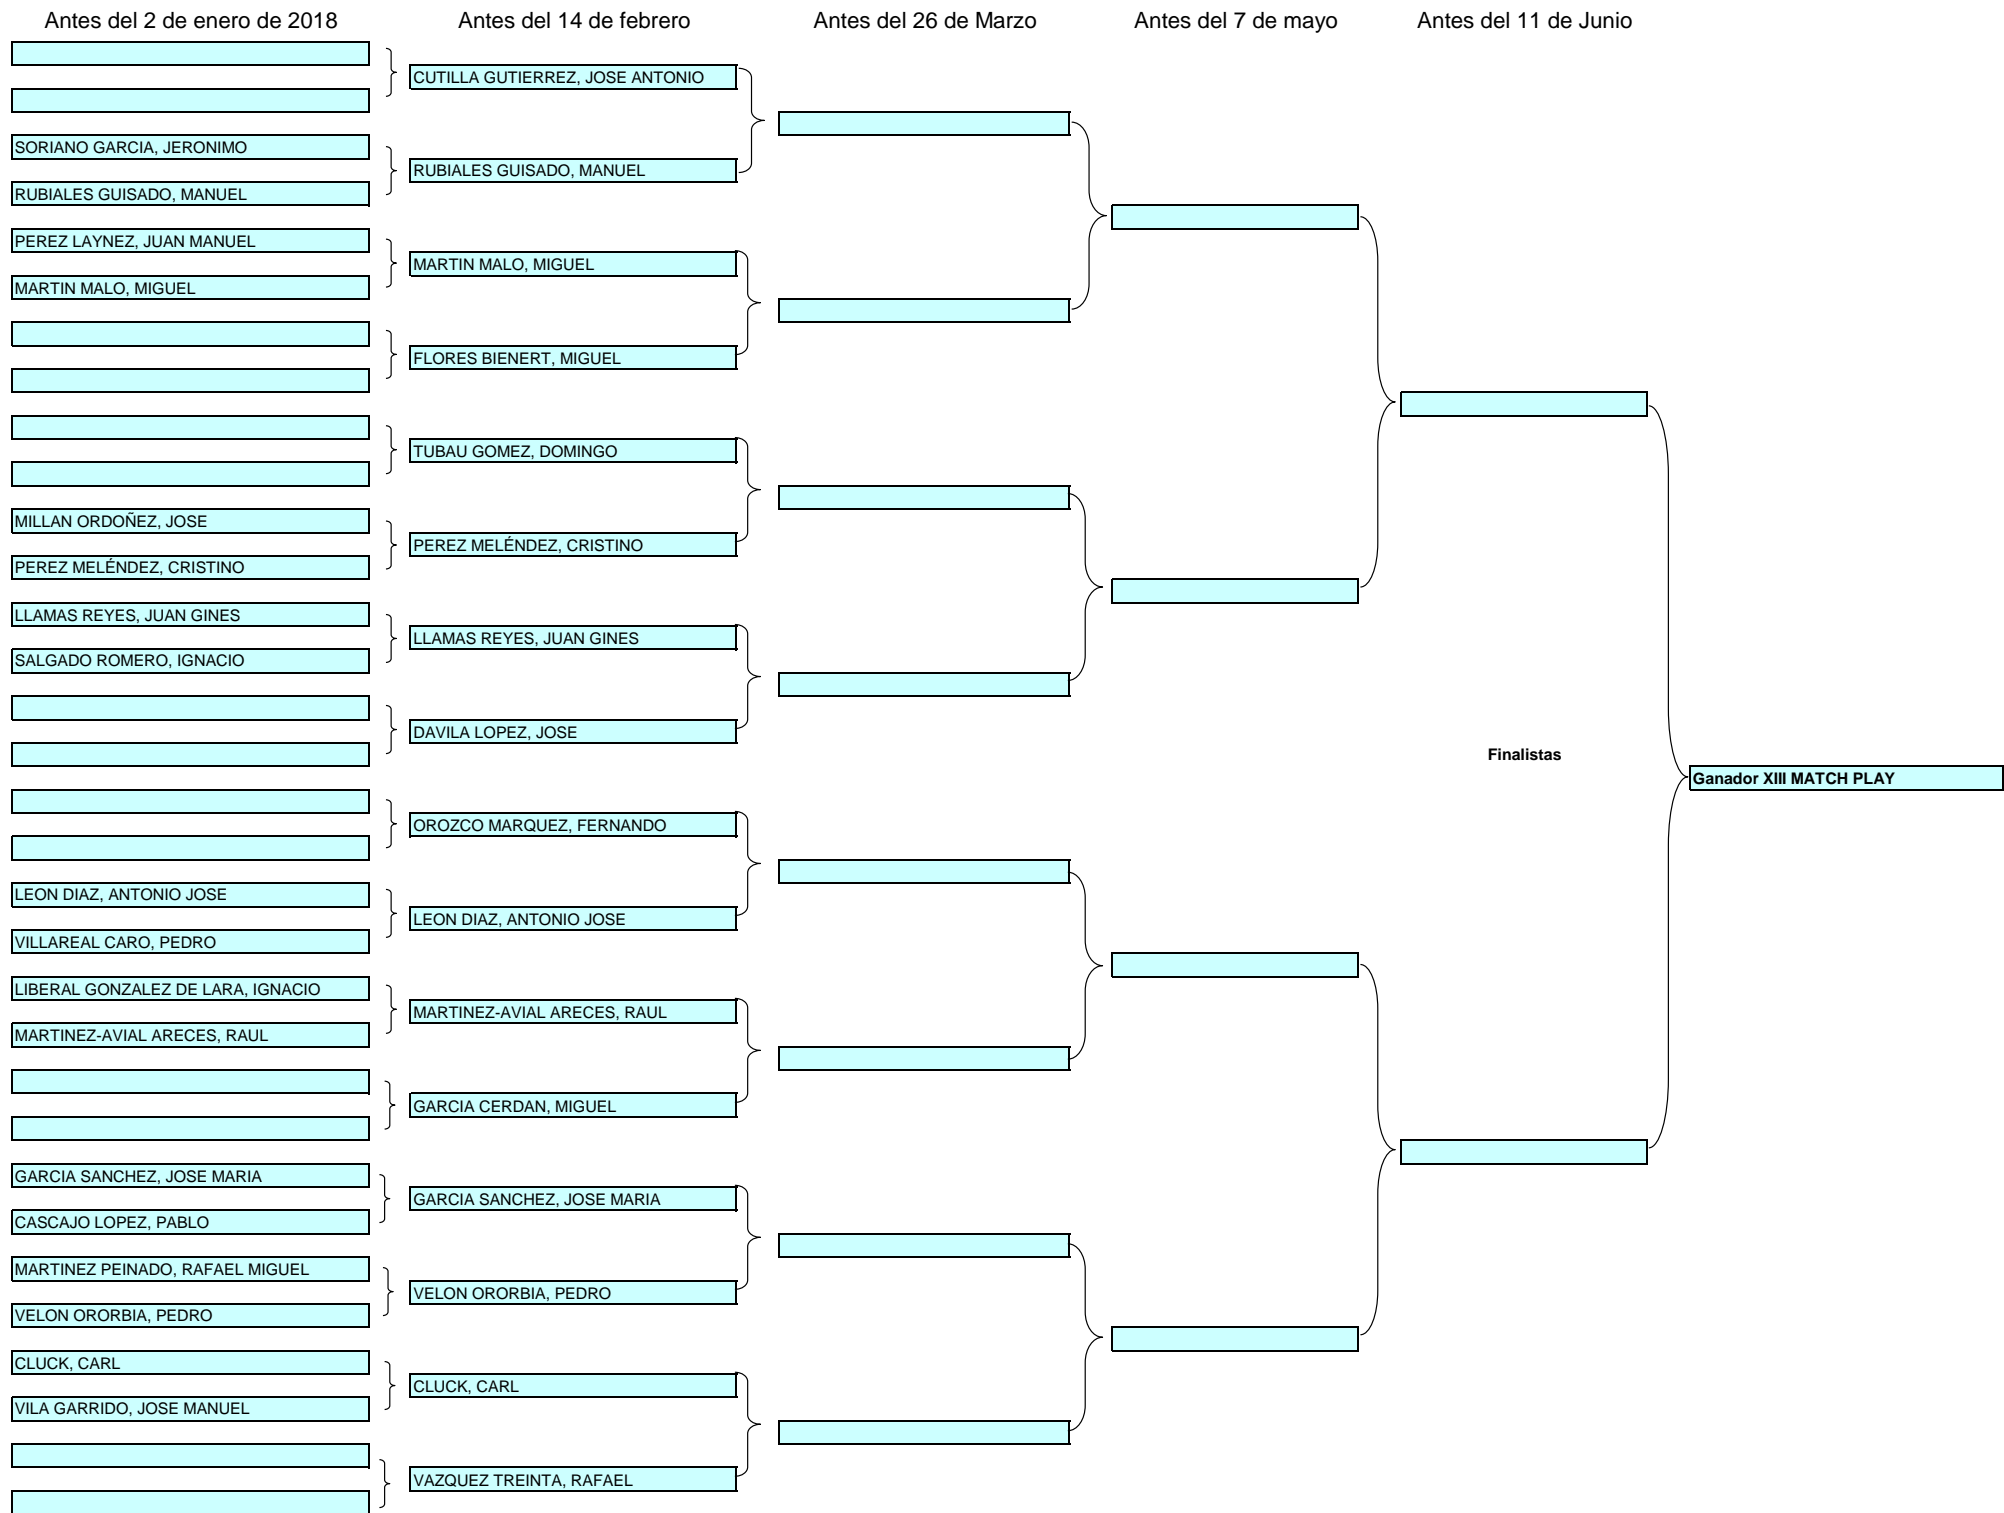 Antes del 2 de enero de 2018
Antes del 14 de febrero
Antes del 26 de Marzo
Antes del 7 de mayo
Antes del 11 de Junio
CUTILLA GUTIERREZ, JOSE ANTONIO
SORIANO GARCIA, JERONIMO
RUBIALES GUISADO, MANUEL
RUBIALES GUISADO, MANUEL
PEREZ LAYNEZ, JUAN MANUEL
MARTIN MALO, MIGUEL
MARTIN MALO, MIGUEL
FLORES BIENERT, MIGUEL
TUBAU GOMEZ, DOMINGO
MILLAN ORDOÑEZ, JOSE
PEREZ MELÉNDEZ, CRISTINO
PEREZ MELÉNDEZ, CRISTINO
LLAMAS REYES, JUAN GINES
LLAMAS REYES, JUAN GINES
SALGADO ROMERO, IGNACIO
DAVILA LOPEZ, JOSE
Finalistas
Ganador XIII MATCH PLAY
OROZCO MARQUEZ, FERNANDO
LEON DIAZ, ANTONIO JOSE
LEON DIAZ, ANTONIO JOSE
VILLAREAL CARO, PEDRO
LIBERAL GONZALEZ DE LARA, IGNACIO
MARTINEZ-AVIAL ARECES, RAUL
MARTINEZ-AVIAL ARECES, RAUL
GARCIA CERDAN, MIGUEL
GARCIA SANCHEZ, JOSE MARIA
GARCIA SANCHEZ, JOSE MARIA
CASCAJO LOPEZ, PABLO
MARTINEZ PEINADO, RAFAEL MIGUEL
VELON ORORBIA, PEDRO
VELON ORORBIA, PEDRO
CLUCK, CARL
CLUCK, CARL
VILA GARRIDO, JOSE MANUEL
VAZQUEZ TREINTA, RAFAEL